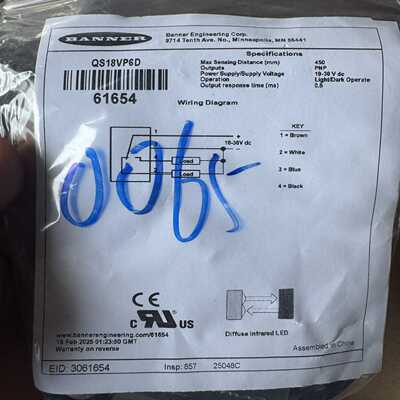 BANNER
Banner Engineering Corp.
9714 Tenth Ave. No., Minneapolis, MN 55441
QS18VP6D
61654
Specifications
Max Sensing Distance (mm) 450
Outputs PNP
Power Supply/Supply Voltage 10-30 V dc
Operation Light/Dark Operate
Output response time (ms) 0.6
Wiring Diagram
1
+
10-30V dc
-
Load
Load
KEY
1 = Brown
2 = White
3 = Blue
4 = Black
CE
C UR US
www.bannerengineering.com/61654
18 Feb 2025 01:23:50 GMT
Warranty on reverse
Diffuse Infrared LED
Assembled in China
EID: 3061654
Insp: 857
25048C